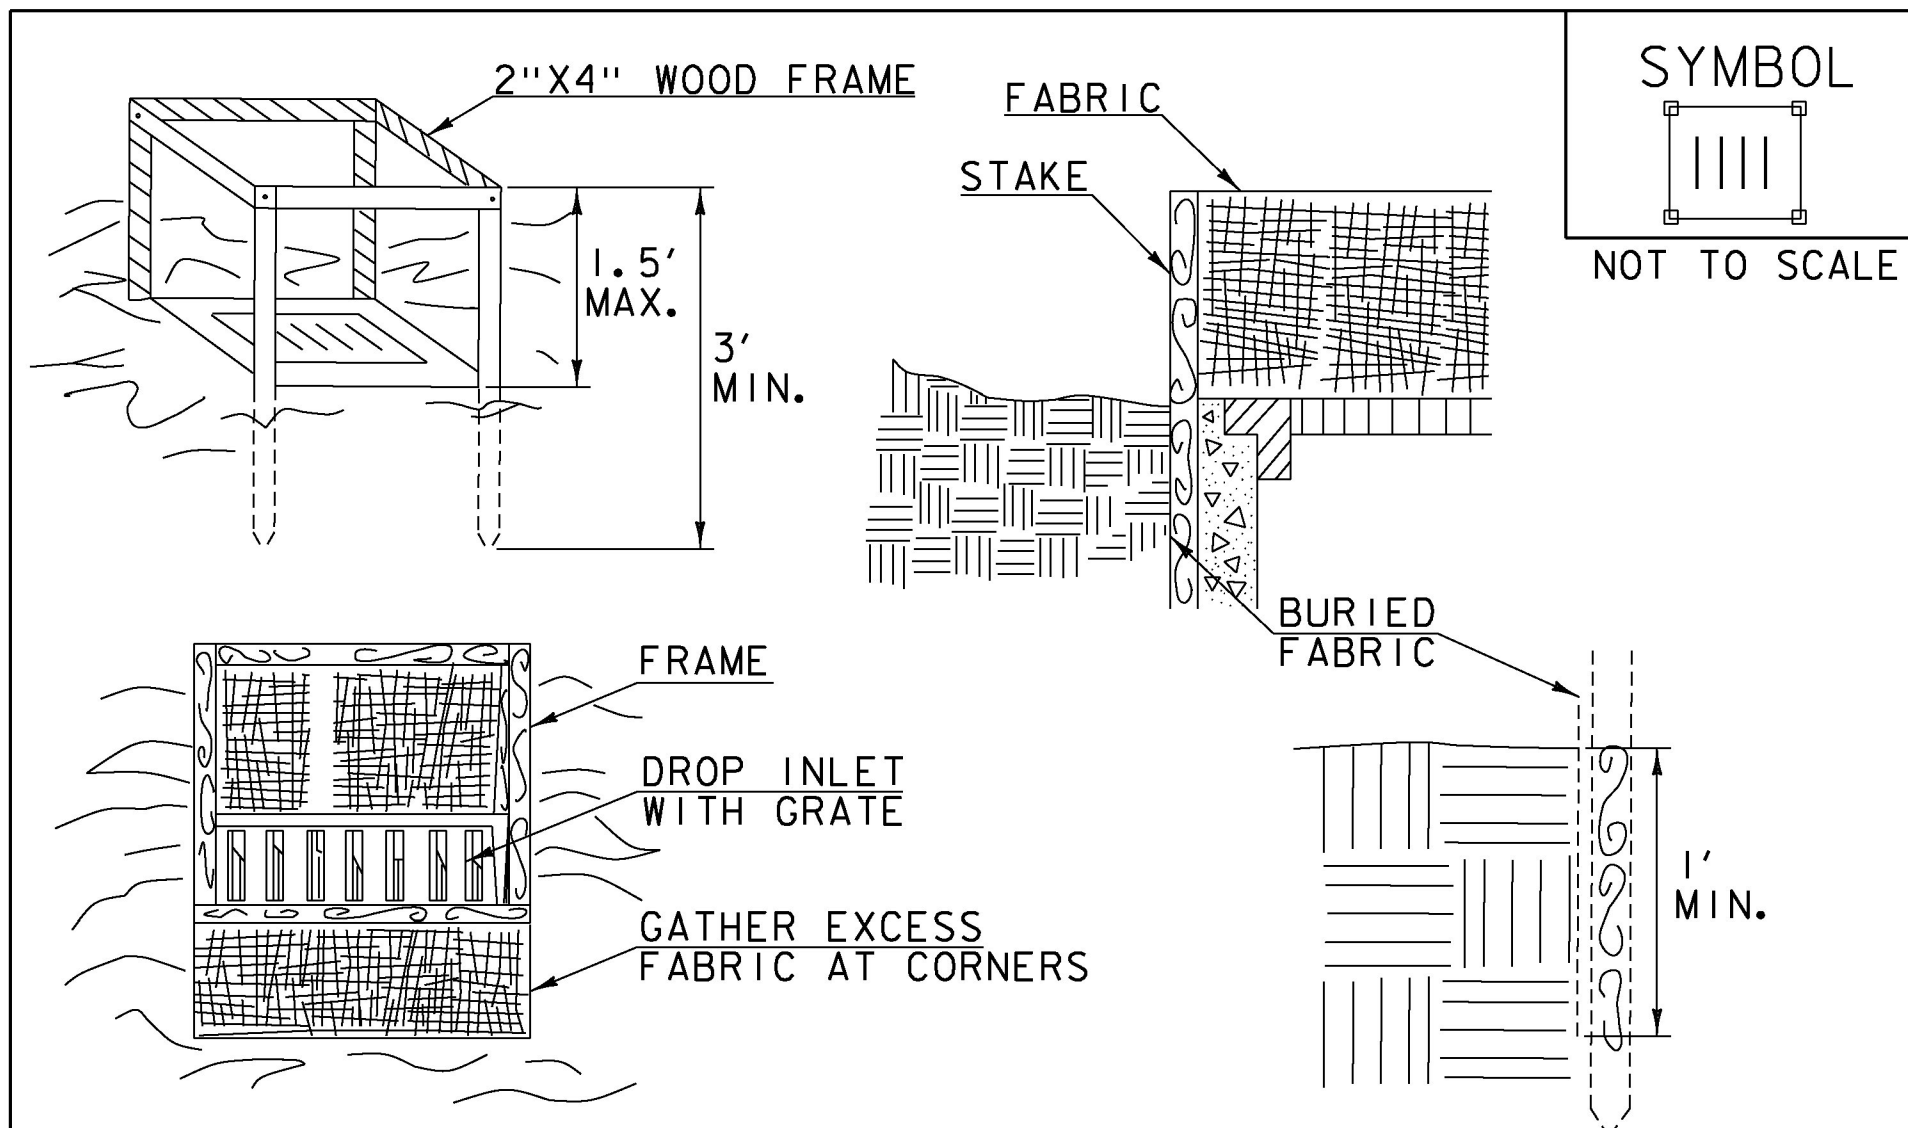 2"X4" WOOD FRAME
1.5'
MAX.
3'
MIN.
FABRIC
STAKE
SYMBOL
NOT TO SCALE
BURIED
FABRIC
FRAME
DROP INLET
WITH GRATE
GATHER EXCESS
FABRIC AT CORNERS
1'
MIN.